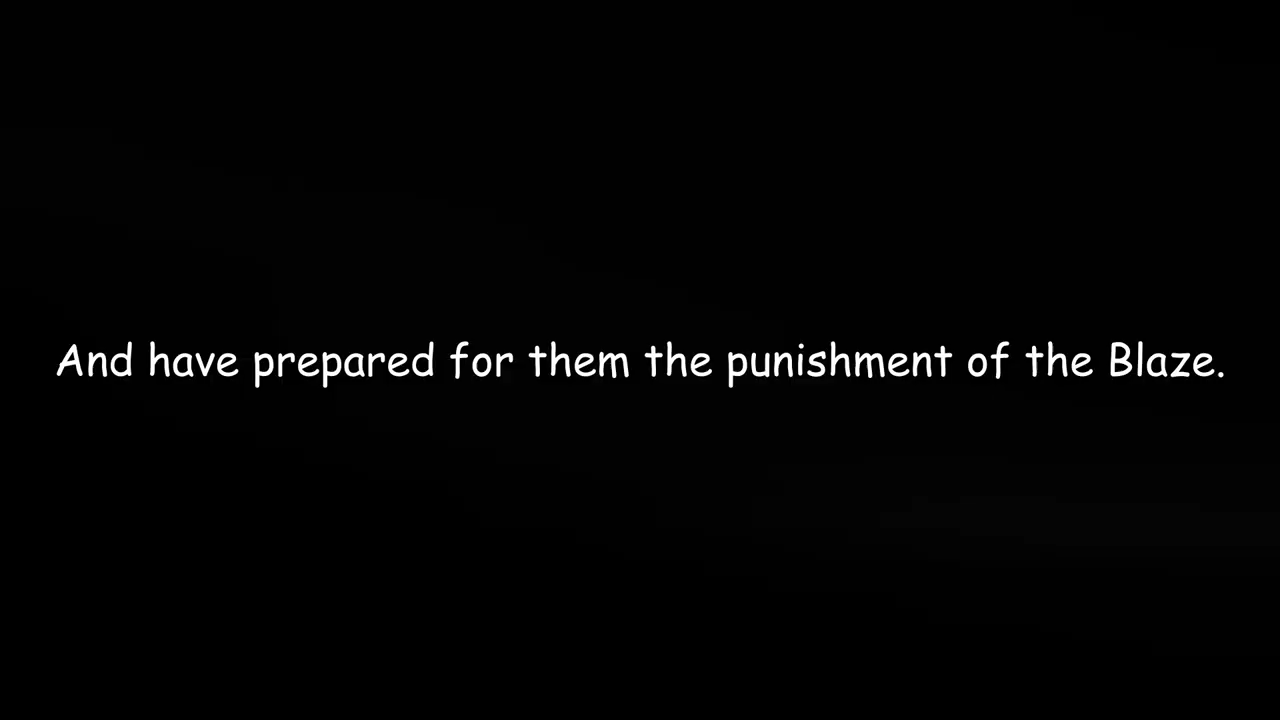 And have prepared for them the punishment of the Blaze.